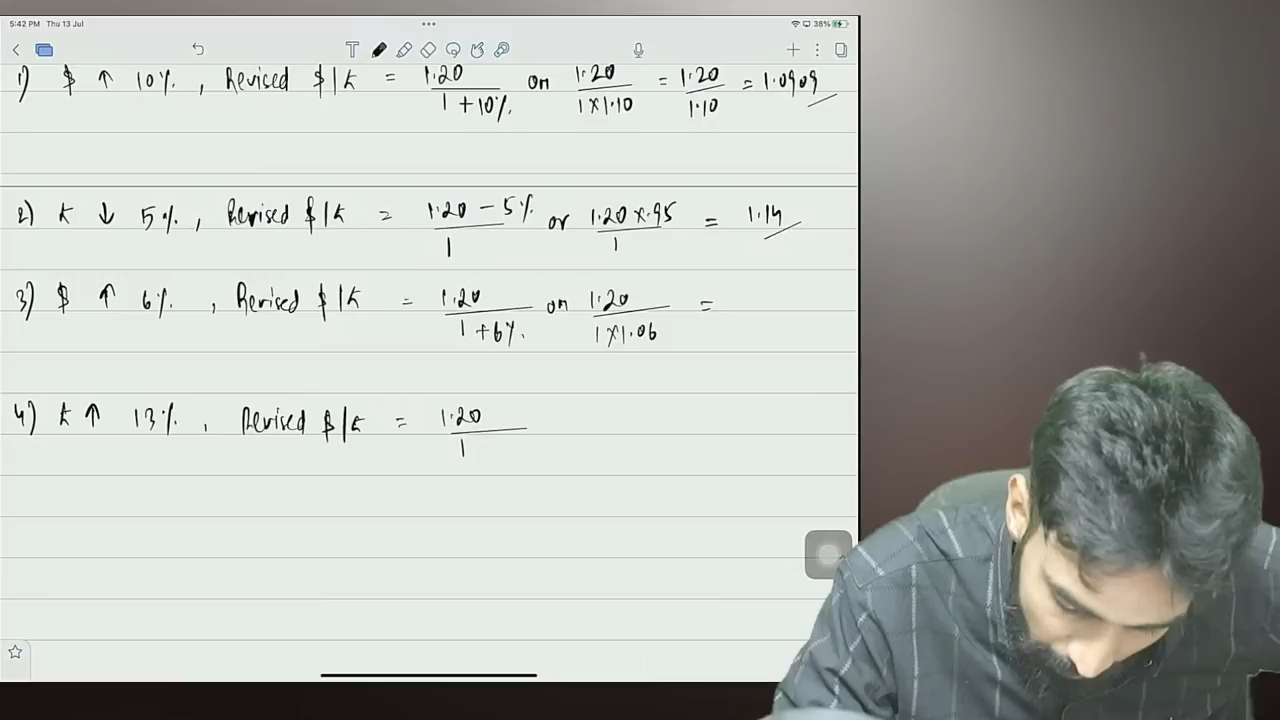 5:42 PM Thu 13 Jul
38%
1) $ ↑ 10%, Revised $/£ = 1.20 / 1 + 10% or 1.20 / 1 × 1.10 = 1.20 / 1.10 = 1.0909
2) £ ↓ 5%, Revised $/£ = 1.20 - 5% / 1 or 1.20 × .95 / 1 = 1.14
3) $ ↑ 6%, Revised $/£ = 1.20 / 1 + 6% or 1.20 / 1 × 1.06 =
4) £ ↑ 13%, Revised $/£ = 1.20 / 1